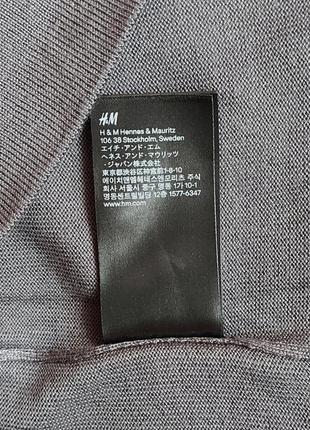 H&M
H & M Hennes & Mauritz
106 38 Stockholm, Sweden
エイチ・アンド・エム
ヘネス・アンド・マウリッツ
・ジャパン株式会社
東京都渋谷区神宮前1-8-10
에이치앤엠헤네스앤모리츠 주식
회사 서울시 중구 명동 1가 10-1
명동센트럴빌딩 12층 1577-6347
www.hm.com